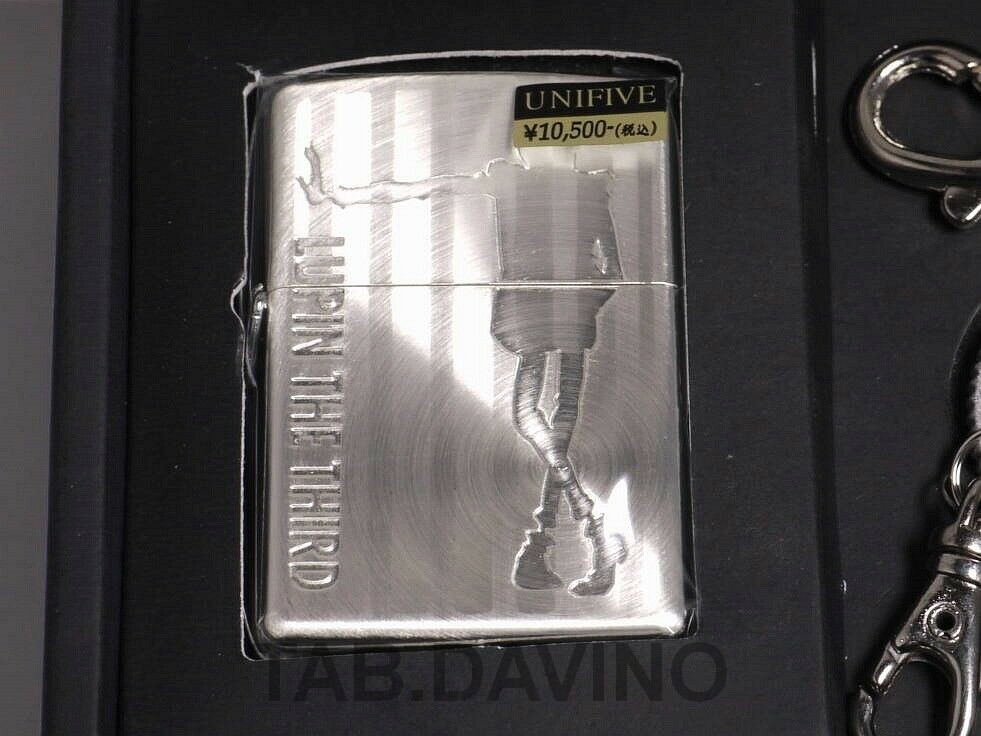 UNIFIVE
¥10,500-(税込)
LUPIN THE THIRD
TAB.DAVINO